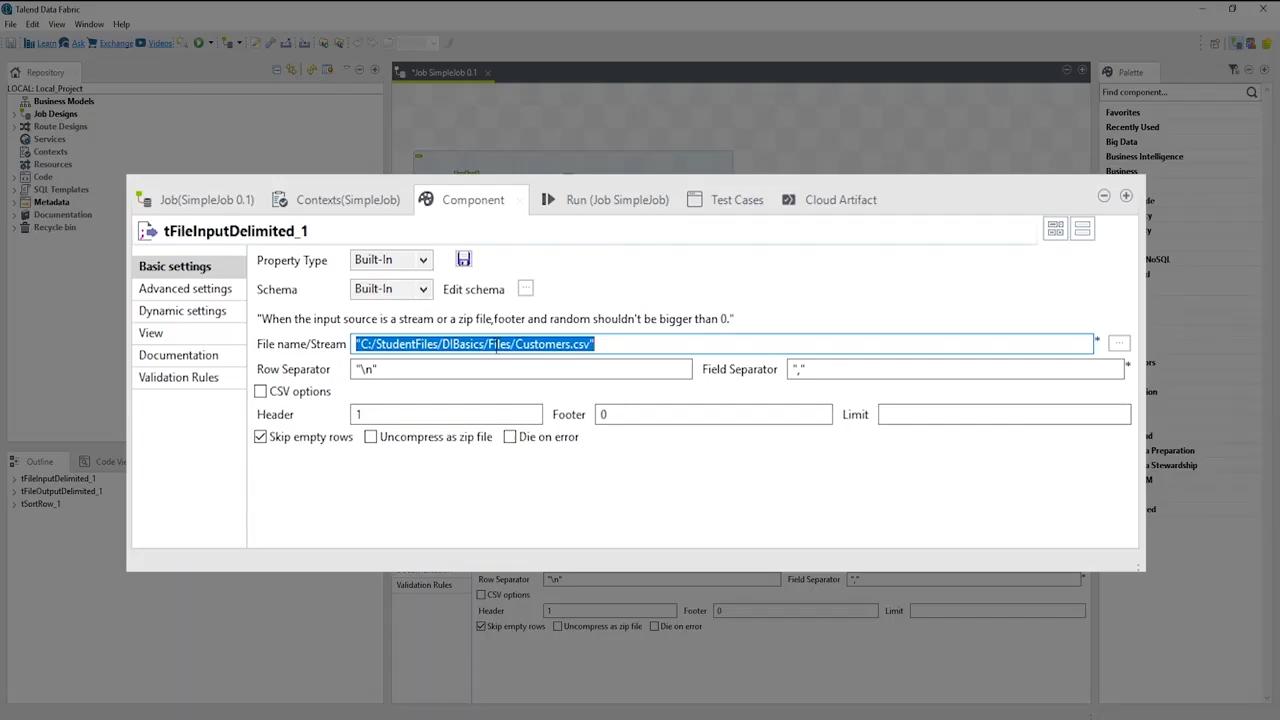 Talend Data Fabric
File Edit View Window Help
Learn Ask Exchange Videos
Repository
LOCAL: Local_Project
Business Models
Job Designs
Route Designs
Services
Contexts
Resources
Code
SQL Templates
Metadata
Documentation
Recycle bin
*Job SimpleJob 0.1
Palette
Find component...
Favorites
Recently Used
Big Data
Business Intelligence
Business
Job(SimpleJob 0.1) Contexts(SimpleJob) Component Run (Job SimpleJob) Test Cases Cloud Artifact
tFileInputDelimited_1
Basic settings
Advanced settings
Dynamic settings
View
Documentation
Validation Rules
Property Type Built-In
Schema Built-In Edit schema ...
"When the input source is a stream or a zip file,footer and random shouldn't be bigger than 0."
File name/Stream "C:/StudentFiles/DIBasics/Files/Customers.csv" * ...
Row Separator "\n" Field Separator "," *
CSV options
Header 1 Footer 0 Limit
Skip empty rows Uncompress as zip file Die on error
Outline Code Vie
tFileInputDelimited_1
tFileOutputDelimited_1
tSortRow_1
de
NoSQL
d
ors
tion
d
a Preparation
a Stewardship
M
ed
Validation Rules
Row Separator "\n" Field Separator "," *
CSV options
Header 1 Footer 0 Limit
Skip empty rows Uncompress as zip file Die on error